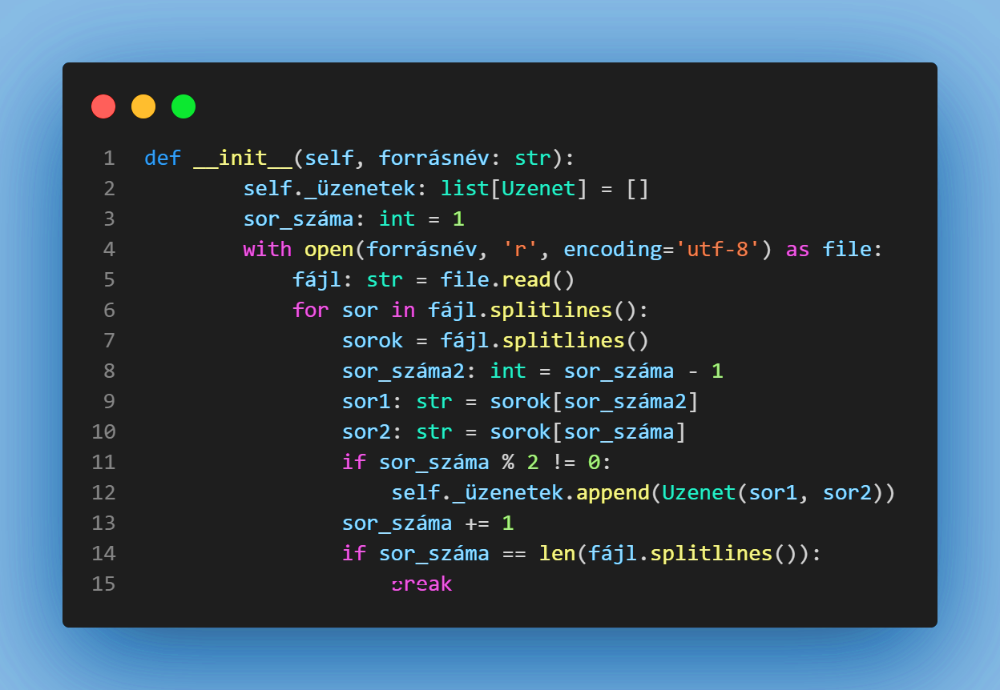 1 def __init__(self, forrásnév: str):
2 self._üzenetek: list[Uzenet] = []
3 sor_száma: int = 1
4 with open(forrásnév, 'r', encoding='utf-8') as file:
5 fájl: str = file.read()
6 for sor in fájl.splitlines():
7 sorok = fájl.splitlines()
8 sor_száma2: int = sor_száma - 1
9 sor1: str = sorok[sor_száma2]
10 sor2: str = sorok[sor_száma]
11 if sor_száma % 2 != 0:
12 self._üzenetek.append(Uzenet(sor1, sor2))
13 sor_száma += 1
14 if sor_száma == len(fájl.splitlines()):
15 break